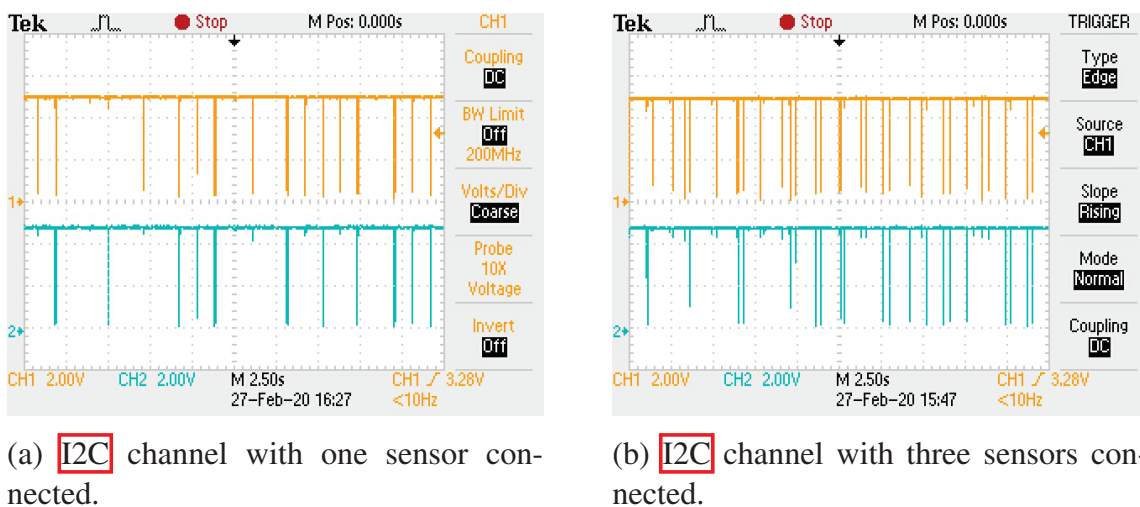 Tek Stop M Pos: 0.000s CH1
Coupling
DC
BW Limit
Off
200MHz
Volts/Div
Coarse
Probe
10X
Voltage
Invert
Off
1
2
CH1 2.00V CH2 2.00V M 2.50s CH1 3.28V
27-Feb-20 16:27 <10Hz
(a) I2C channel with one sensor con-
nected.
Tek Stop M Pos: 0.000s TRIGGER
Type
Edge
Source
CH1
Slope
Rising
Mode
Normal
Coupling
DC
1
2
CH1 2.00V CH2 2.00V M 2.50s CH1 3.28V
27-Feb-20 15:47 <10Hz
(b) I2C channel with three sensors con-
nected.